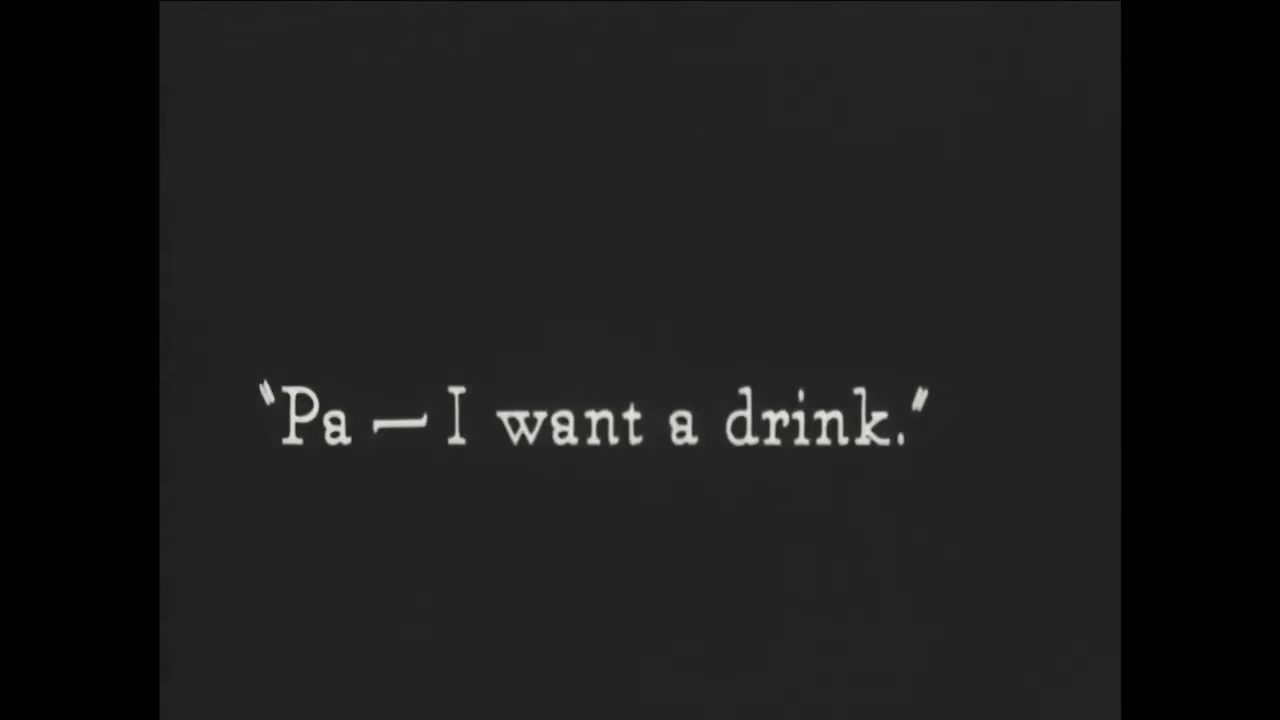 "Pa — I want a drink."